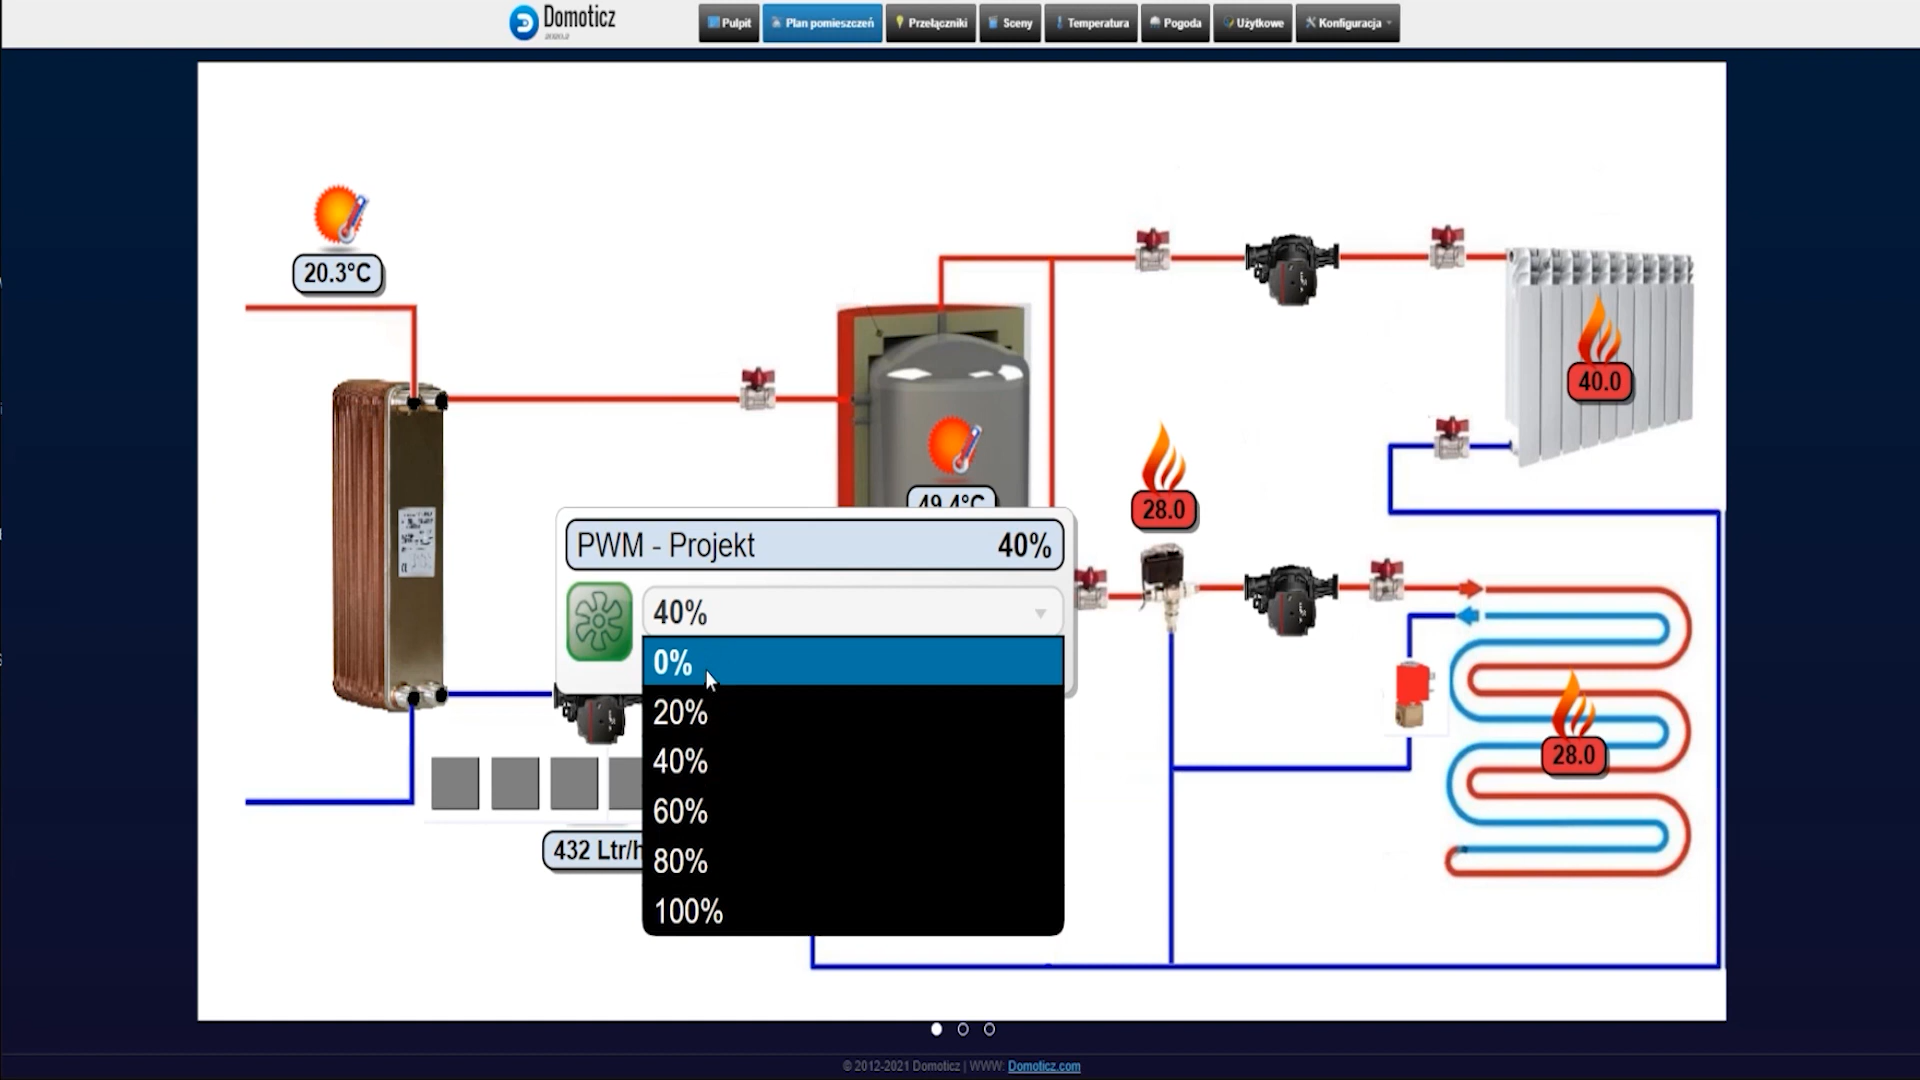 Domoticz
2020.2
Pulpit
Plan pomieszczeń
Przełączniki
Sceny
Temperatura
Pogoda
Użytkowe
Konfiguracja
20.3°C
40.0
49.4°C
28.0
PWM - Projekt 40%
40%
0%
20%
40%
60%
80%
100%
28.0
432 Ltr/h
© 2012-2021 Domoticz | WWW: Domoticz.com